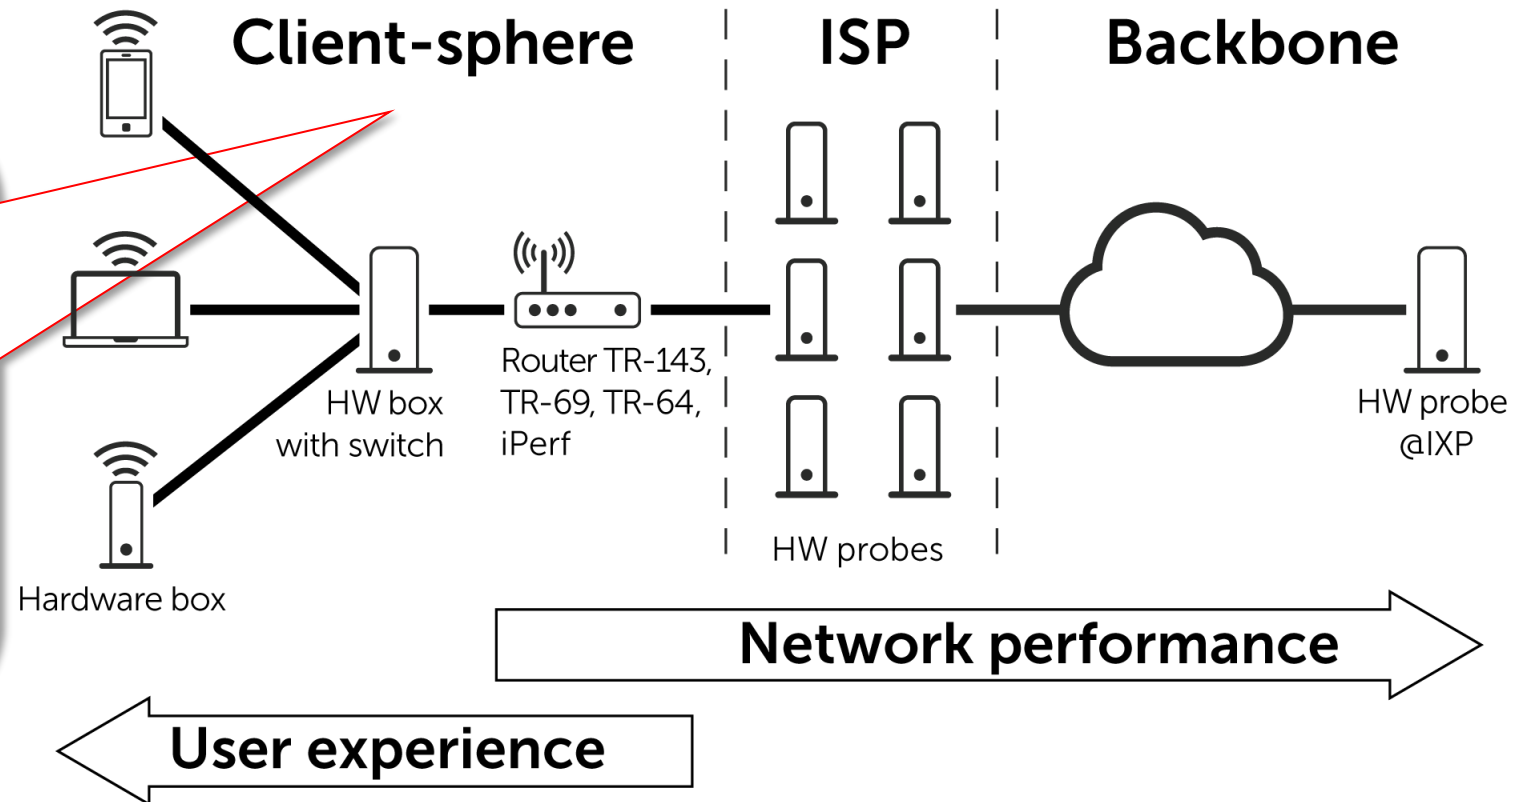 Client-sphere
ISP
Backbone
Router TR-143,
TR-69, TR-64,
iPerf
HW box
with switch
HW probe
@IXP
HW probes
Hardware box
Network performance
User experience